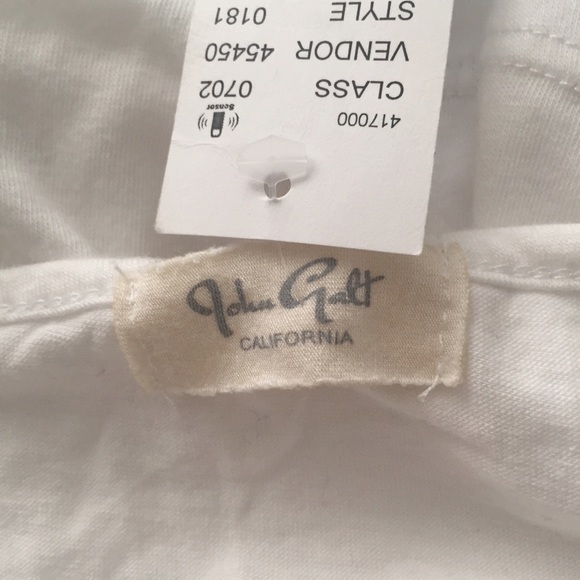 417000
CLASS 0702
VENDOR 45450
STYLE 0181
Sensor
John Galt
CALIFORNIA